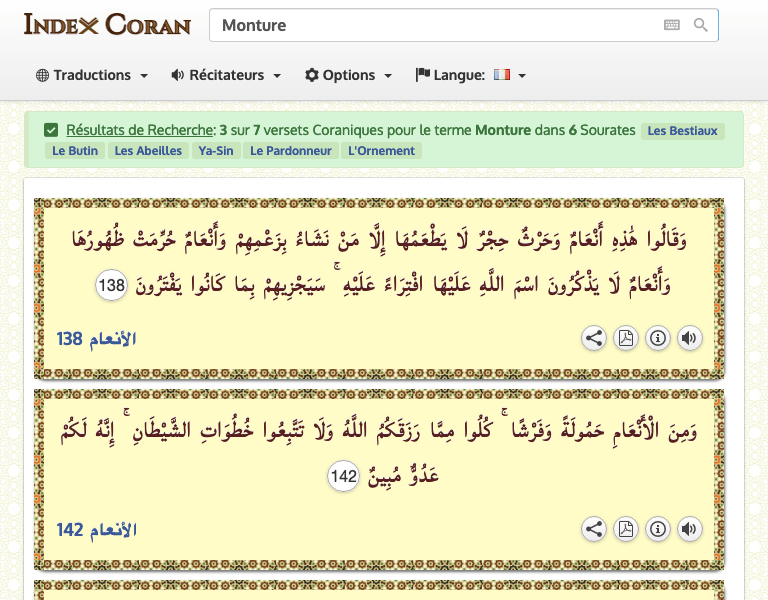 INDEX CORAN
Monture
Traductions Récitateurs Options Langue:
Résultats de Recherche: 3 sur 7 versets Coraniques pour le terme Monture dans 6 Sourates Les Bestiaux
Le Butin Les Abeilles Ya-Sin Le Pardonneur L'Ornement
وَقَالُوا هَٰذِهِ أَنْعَامٌ وَحَرْثٌ حِجْرٌ لَا يَطْعَمُهَا إِلَّا مَنْ نَشَاءُ بِزَعْمِهِمْ وَأَنْعَامٌ حُرِّمَتْ ظُهُورُهَا
وَأَنْعَامٌ لَا يَذْكُرُونَ اسْمَ اللَّهِ عَلَيْهَا افْتِرَاءً عَلَيْهِ ۚ سَيَجْزِيهِمْ بِمَا كَانُوا يَفْتَرُونَ 138
الأنعام 138
وَمِنَ الْأَنْعَامِ حَمُولَةً وَفَرْشًا ۚ كُلُوا مِمَّا رَزَقَكُمُ اللَّهُ وَلَا تَتَّبِعُوا خُطُوَاتِ الشَّيْطَانِ ۚ إِنَّهُ لَكُمْ
عَدُوٌّ مُبِينٌ 142
الأنعام 142